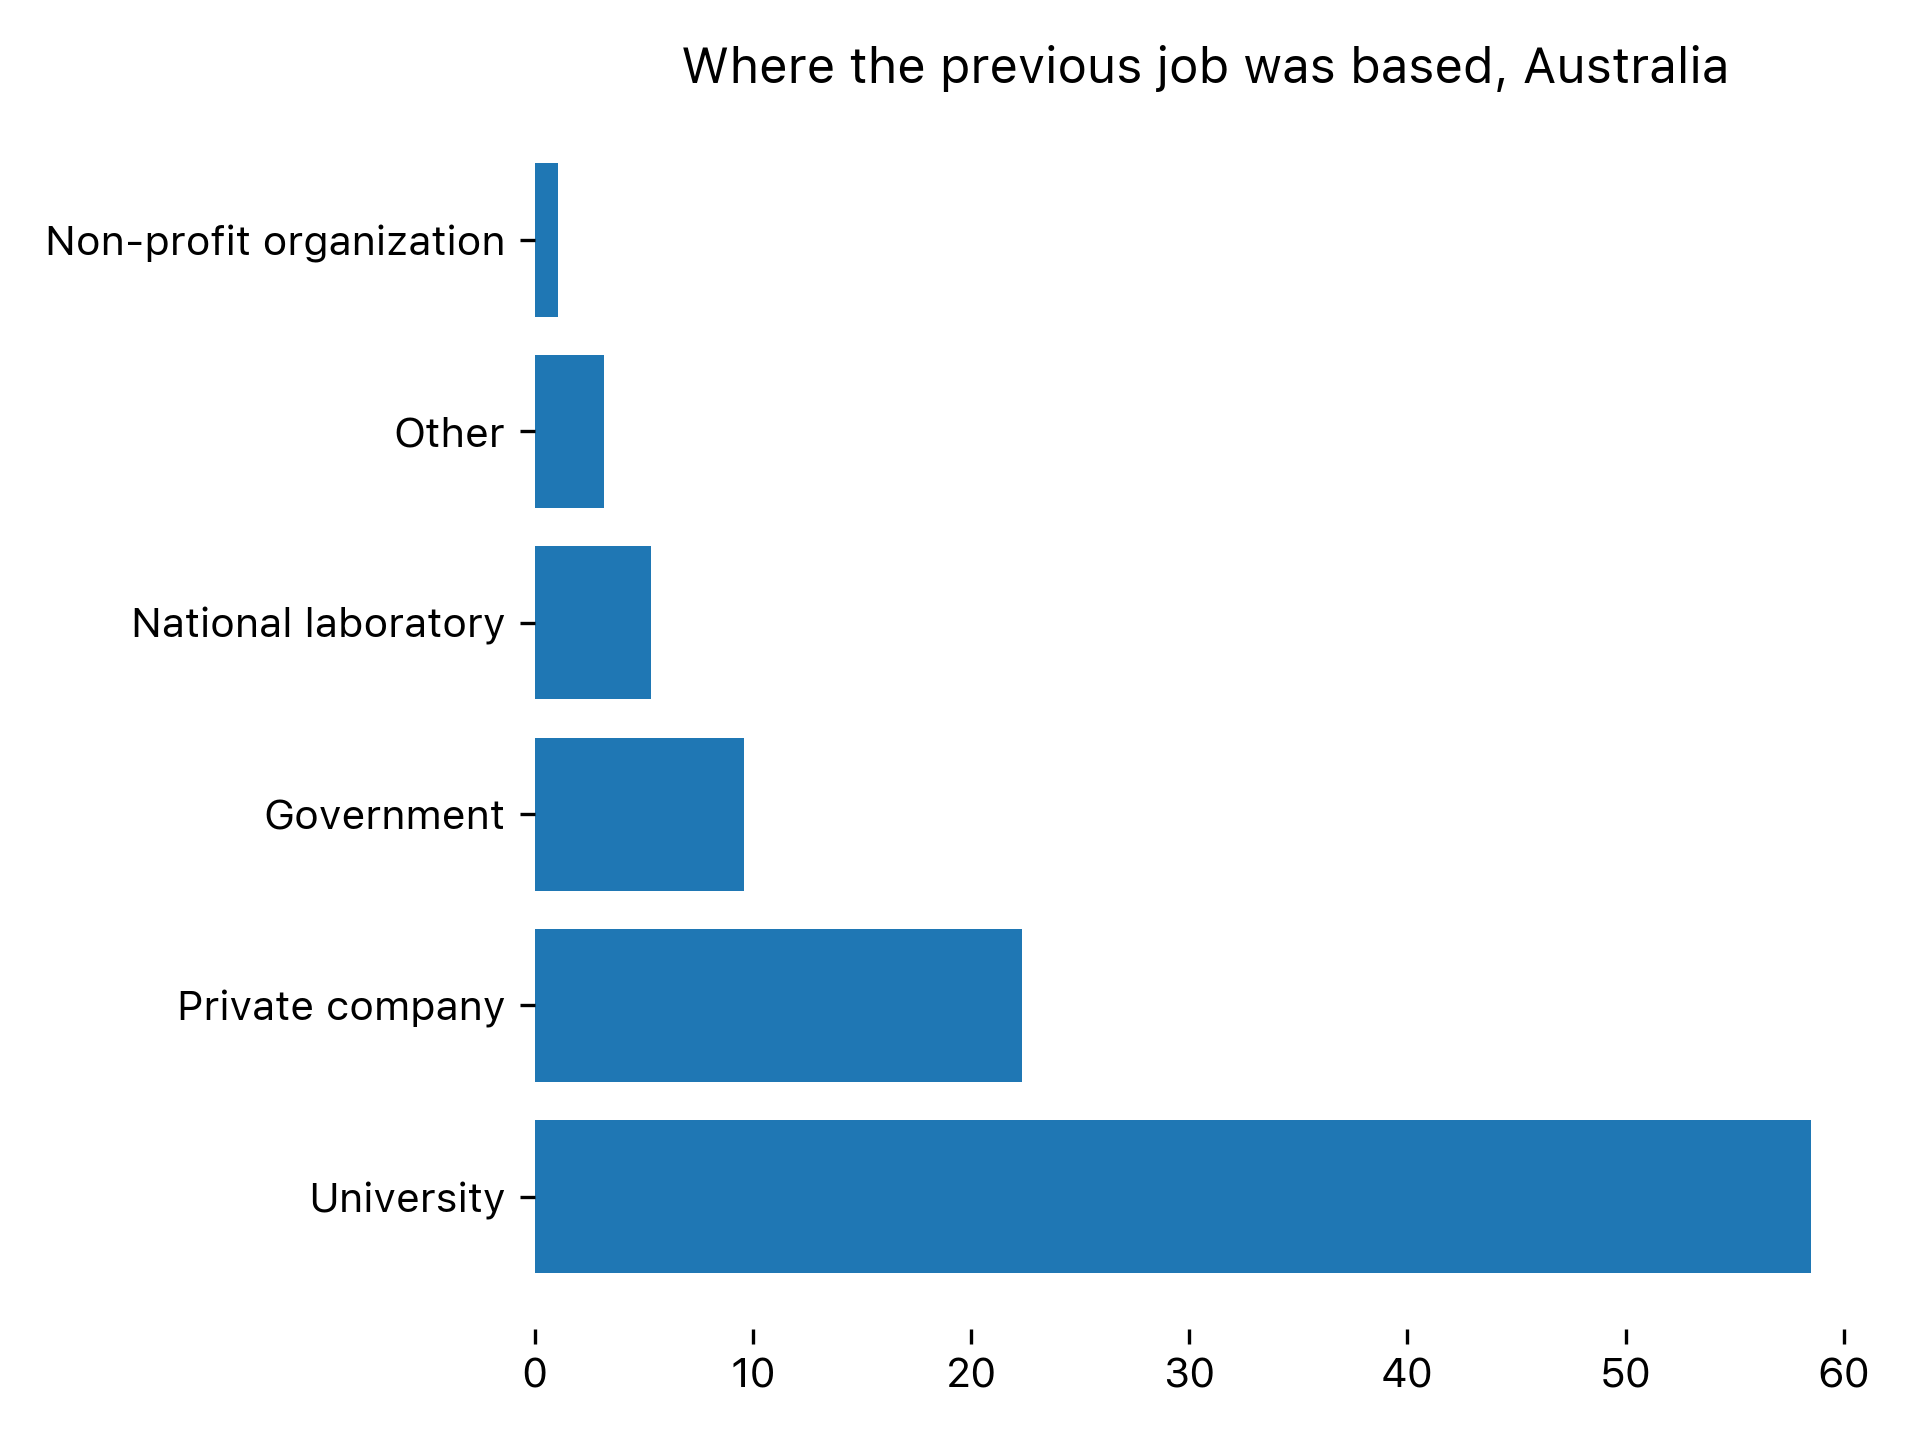 Where the previous job was based, Australia
Non-profit organization
Other
National laboratory
Government
Private company
University
0 10 20 30 40 50 60